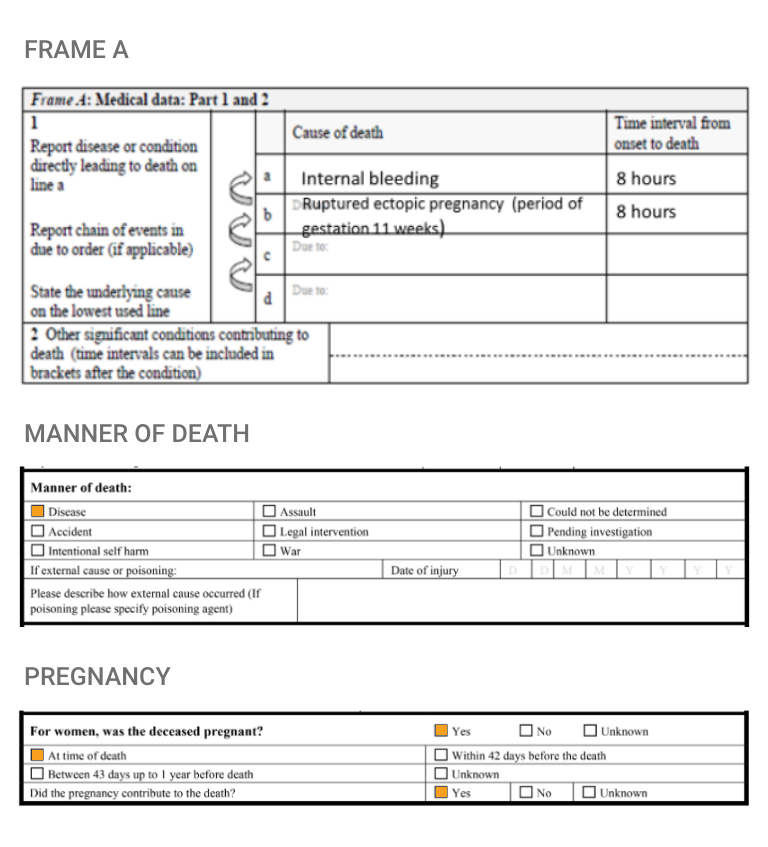 FRAME A
Frame A: Medical data: Part 1 and 2
1
Report disease or condition
directly leading to death on
line a
Report chain of events in
due to order (if applicable)
State the underlying cause
on the lowest used line
Cause of death
Time interval from
onset to death
a
Internal bleeding
8 hours
b
Ruptured ectopic pregnancy (period of
gestation 11 weeks)
8 hours
c
Due to:
d
Due to:
2 Other significant conditions contributing to
death (time intervals can be included in
brackets after the condition)
MANNER OF DEATH
Manner of death:
Disease
Assault
Could not be determined
Accident
Legal intervention
Pending investigation
Intentional self harm
War
Unknown
If external cause or poisoning:
Date of injury
D D M M Y Y Y Y
Please describe how external cause occurred (If
poisoning please specify poisoning agent)
PREGNANCY
For women, was the deceased pregnant?
Yes
No
Unknown
At time of death
Within 42 days before the death
Between 43 days up to 1 year before death
Unknown
Did the pregnancy contribute to the death?
Yes
No
Unknown